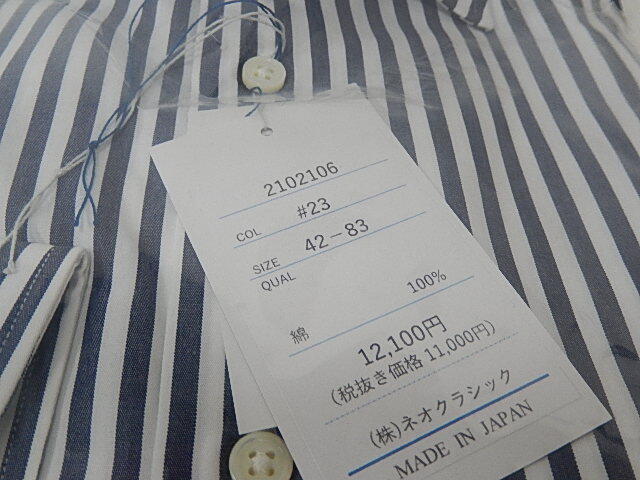 2102106
COL #23
SIZE 42-83
QUAL
綿 100%
12,100円
(税抜き価格 11,000円)
(株)ネオクラシック
MADE IN JAPAN